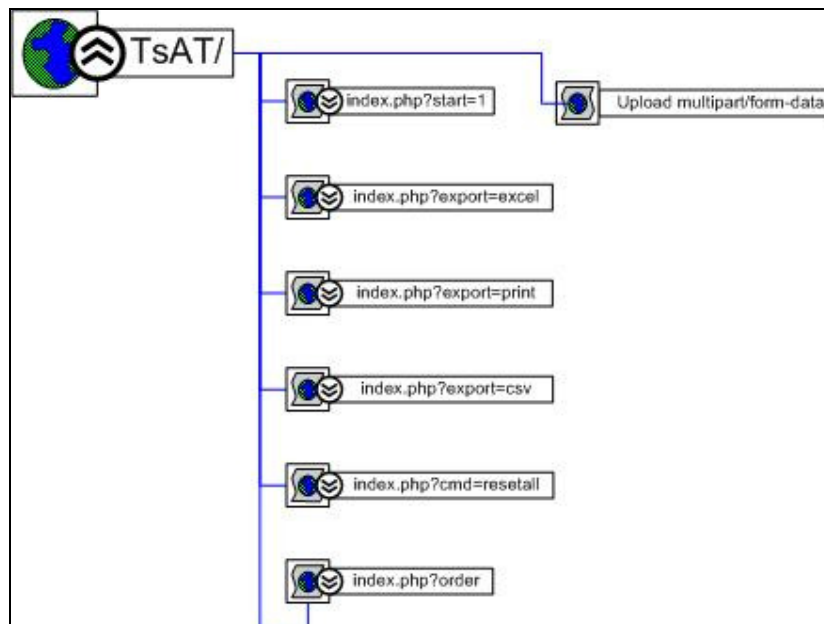 TsAT/
index.php?start=1
Upload multipart/form-data
index.php?export=excel
index.php?export=print
index.php?export=csv
index.php?cmd=resetall
index.php?order